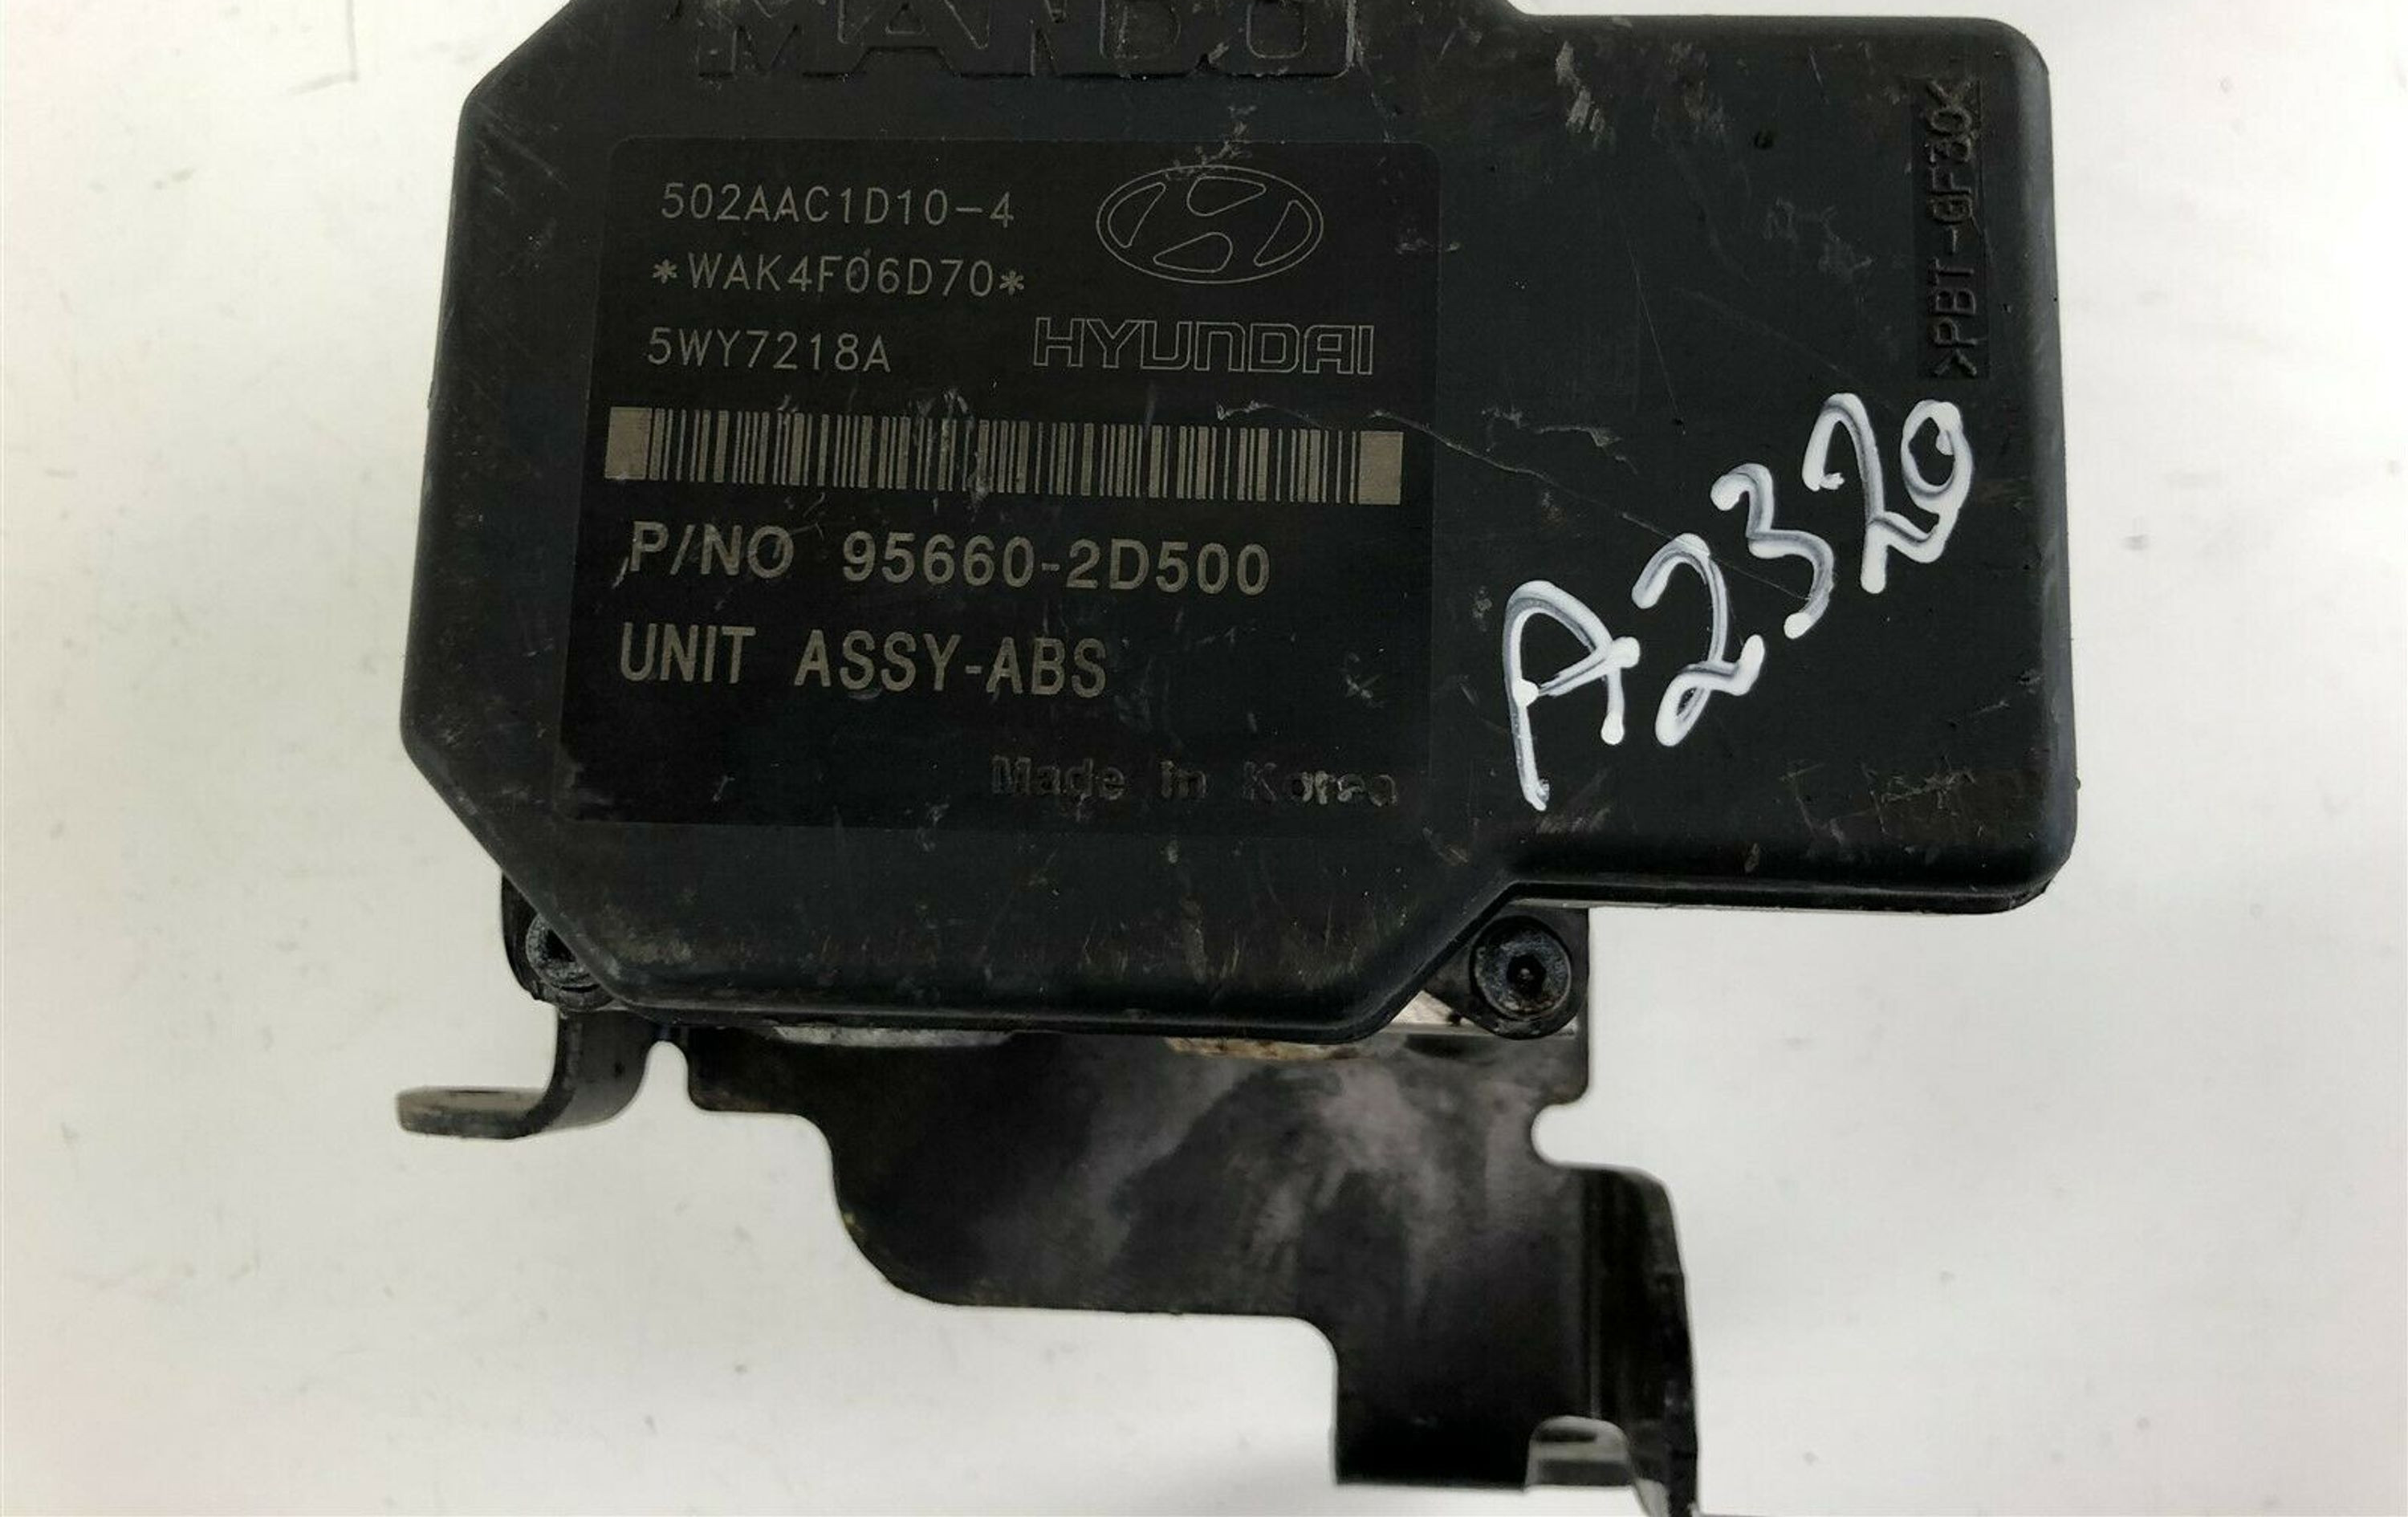 MANDO
502AAC1D10-4
*WAK4F06D70*
5WY7218A
HYUNDAI
P/NO 95660-2D500
UNIT ASSY-ABS
Made in Korea
>PBT-GF30<
A2320